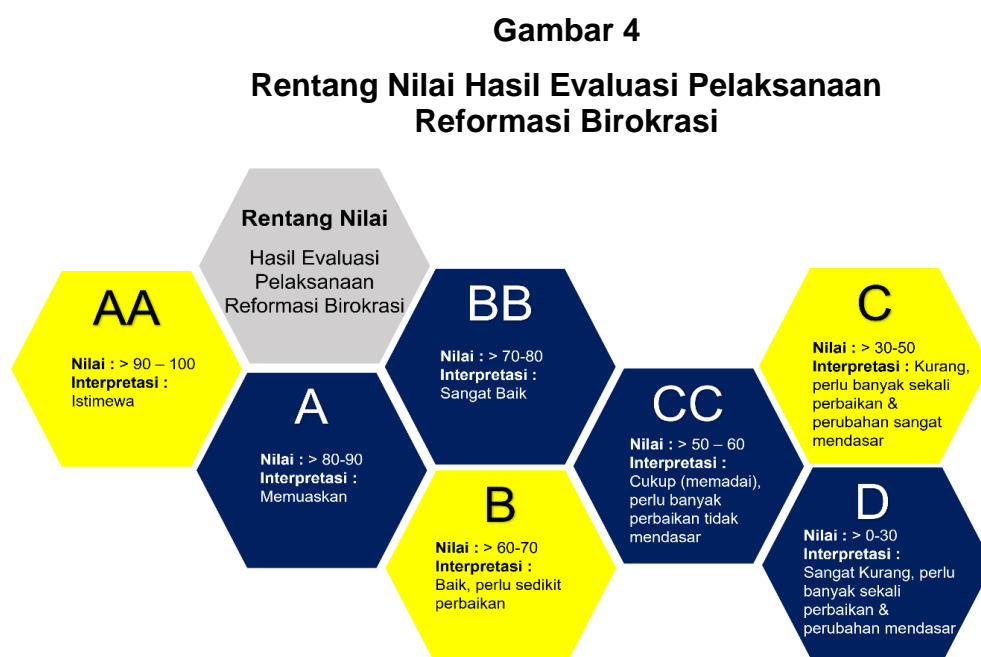 Gambar 4
Rentang Nilai Hasil Evaluasi Pelaksanaan
Reformasi Birokrasi
Rentang Nilai
Hasil Evaluasi
Pelaksanaan
Reformasi Birokrasi
AA
Nilai : > 90 – 100
Interpretasi :
Istimewa
A
Nilai : > 80-90
Interpretasi :
Memuaskan
BB
Nilai : > 70-80
Interpretasi :
Sangat Baik
B
Nilai : > 60-70
Interpretasi :
Baik, perlu sedikit
perbaikan
CC
Nilai : > 50 – 60
Interpretasi :
Cukup (memadai),
perlu banyak
perbaikan tidak
mendasar
C
Nilai : > 30-50
Interpretasi : Kurang,
perlu banyak sekali
perbaikan &
perubahan sangat
mendasar
D
Nilai : > 0-30
Interpretasi :
Sangat Kurang, perlu
banyak sekali
perbaikan &
perubahan mendasar